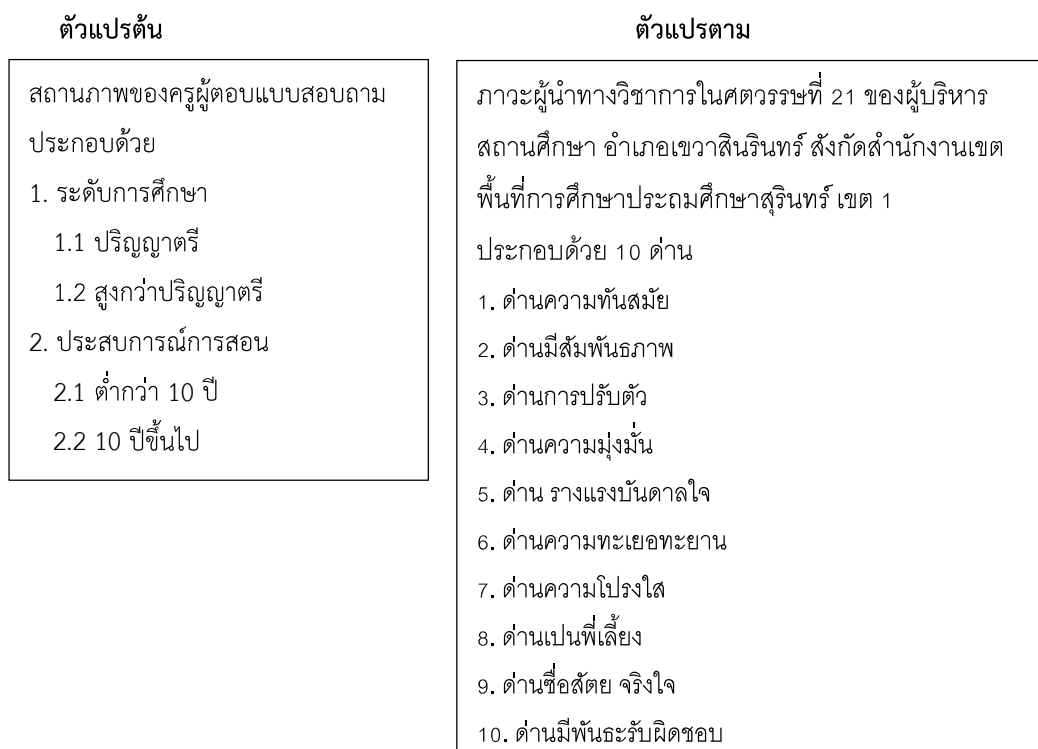 ตัวแปรต้น
สถานภาพของครูผู้ตอบแบบสอบถาม
ประกอบด้วย
1. ระดับการศึกษา
1.1 ปริญญาตรี
1.2 สูงกว่าปริญญาตรี
2. ประสบการณ์การสอน
2.1 ต่ำกว่า 10 ปี
2.2 10 ปีขึ้นไป
ตัวแปรตาม
ภาวะผู้นำทางวิชาการในศตวรรษที่ 21 ของผู้บริหาร
สถานศึกษา อำเภอเขวาสินรินทร์ สังกัดสำนักงานเขต
พื้นที่การศึกษาประถมศึกษาสุรินทร์ เขต 1
ประกอบด้วย 10 ด่าน
1. ด่านความทันสมัย
2. ด่านมีสัมพันธภาพ
3. ด่านการปรับตัว
4. ด่านความมุ่งมั่น
5. ด่าน รางแรงบันดาลใจ
6. ด่านความทะเยอทะยาน
7. ด่านความโปรงใส
8. ด่านเปนพี่เลี้ยง
9. ด่านซื่อสัตย จริงใจ
10. ด่านมีพันธะรับผิดชอบ